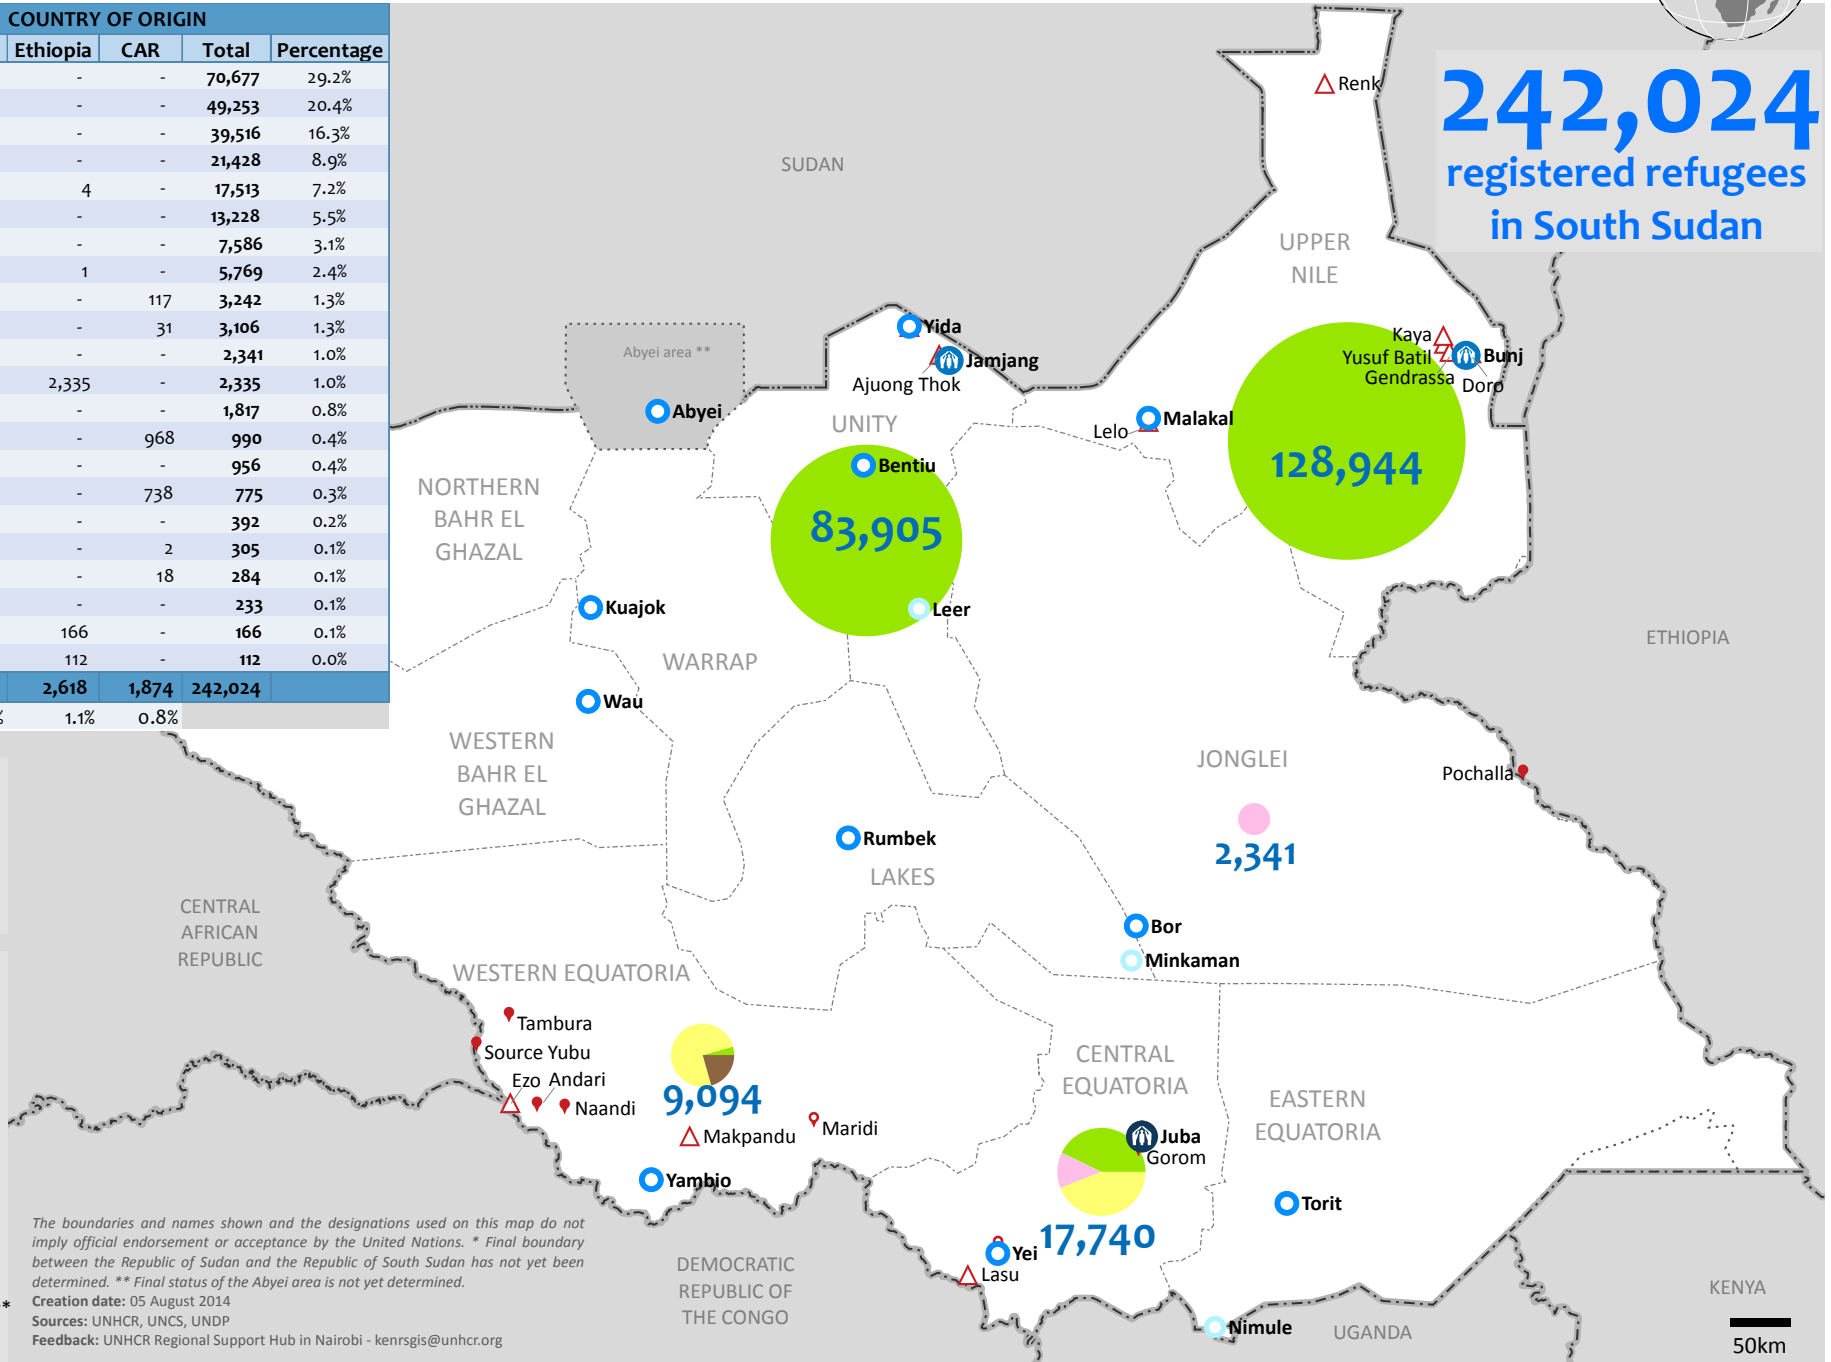 COUNTRY OF ORIGIN
Ethiopia CAR Total Percentage
- - 70,677 29.2%
- - 49,253 20.4%
- - 39,516 16.3%
- - 21,428 8.9%
4 - 17,513 7.2%
- - 13,228 5.5%
- - 7,586 3.1%
1 - 5,769 2.4%
- 117 3,242 1.3%
- 31 3,106 1.3%
- - 2,341 1.0%
2,335 - 2,335 1.0%
- - 1,817 0.8%
- 968 990 0.4%
- - 956 0.4%
- 738 775 0.3%
- - 392 0.2%
- 2 305 0.1%
- 18 284 0.1%
- - 233 0.1%
166 - 166 0.1%
112 - 112 0.0%
2,618 1,874 242,024
% 1.1% 0.8%
242,024
registered refugees
in South Sudan
Renk
SUDAN
UPPER
NILE
Yida
Abyei area **
Jamjang
Ajuong Thok
Kaya
Yusuf Batil
Bunj
Gendrassa
Doro
Abyei
UNITY
Malakal
Lelo
Bentiu
128,944
NORTHERN
BAHR EL
GHAZAL
83,905
Kuajok
Leer
ETHIOPIA
WARRAP
Wau
WESTERN
BAHR EL
GHAZAL
JONGLEI
Pochalla
Rumbek
2,341
LAKES
CENTRAL
AFRICAN
REPUBLIC
Bor
Minkaman
WESTERN EQUATORIA
Tambura
Source Yubu
Ezo
Andari
Naandi
9,094
Makpandu
Maridi
Yambio
CENTRAL
EQUATORIA
EASTERN
EQUATORIA
Juba
Gorom
Torit
17,740
Yei
Lasu
DEMOCRATIC
REPUBLIC OF
THE CONGO
Nimule
UGANDA
KENYA
50km
The boundaries and names shown and the designations used on this map do not
imply official endorsement or acceptance by the United Nations. * Final boundary
between the Republic of Sudan and the Republic of South Sudan has not yet been
determined. ** Final status of the Abyei area is not yet determined.
*
Creation date: 05 August 2014
Sources: UNHCR, UNCS, UNDP
Feedback: UNHCR Regional Support Hub in Nairobi - kenrsgis@unhcr.org